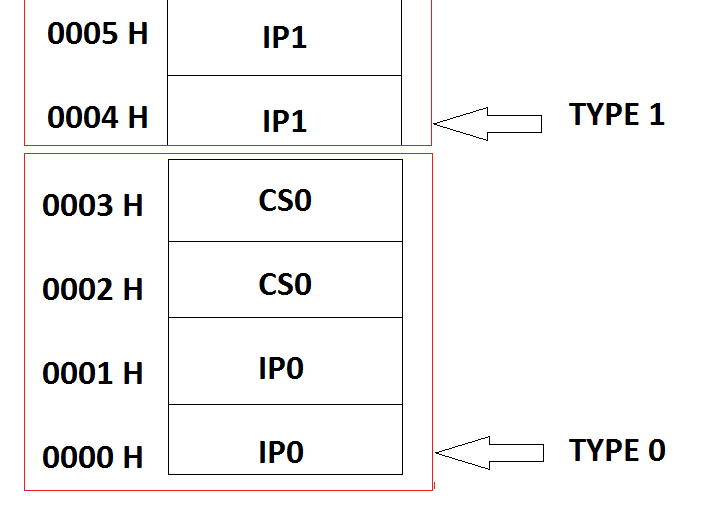 0005 H IP1
0004 H IP1 TYPE 1
0003 H CS0
0002 H CS0
0001 H IP0
0000 H IP0 TYPE 0